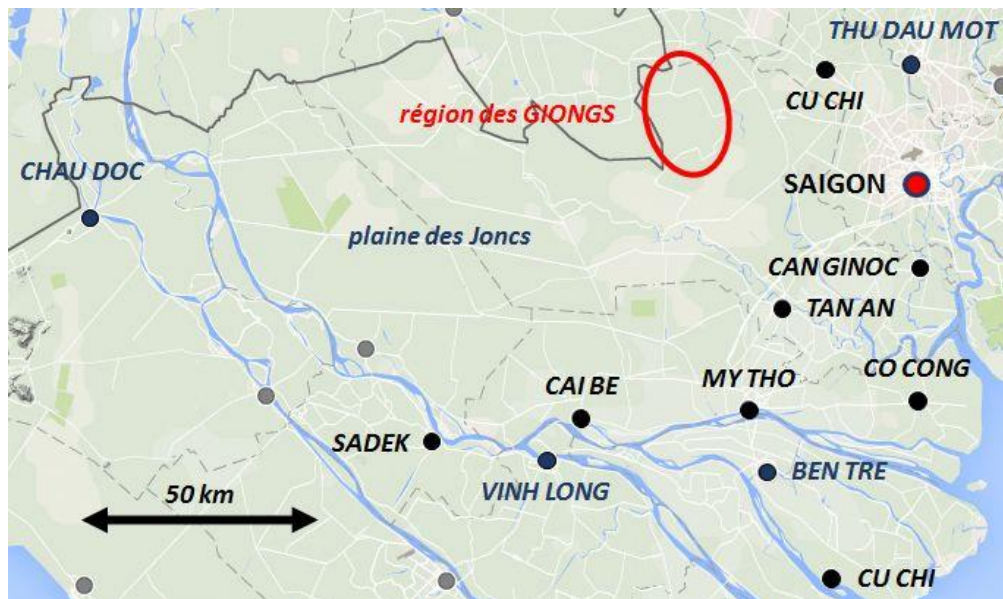 THU DAU MOT
CU CHI
région des GIONGS
CHAU DOC
SAIGON
plaine des Joncs
CAN GINOC
TAN AN
CO CONG
MY THO
CAI BE
SADEK
VINH LONG
BEN TRE
50 km
CU CHI